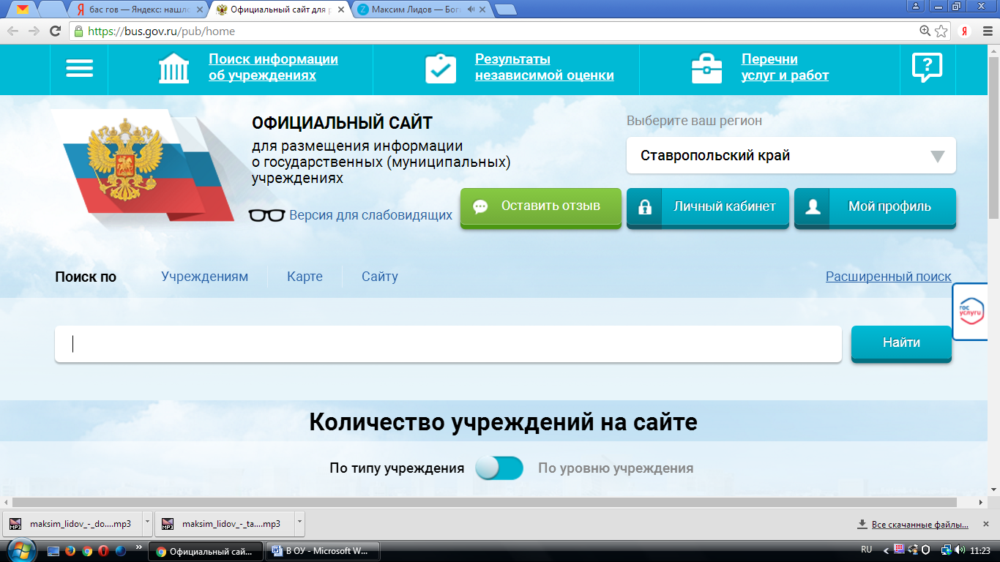 бас гов — Яндекс: нашло
Официальный сайт для р
Максим Лидов — Боги
https://bus.gov.ru/pub/home
Поиск информации
об учреждениях
Результаты
независимой оценки
Перечни
услуг и работ
ОФИЦИАЛЬНЫЙ САЙТ
для размещения информации
о государственных (муниципальных)
учреждениях
Версия для слабовидящих
Выберите ваш регион
Ставропольский край
Оставить отзыв
Личный кабинет
Мой профиль
Поиск по
Учреждениям
Карте
Сайту
Расширенный поиск
гос
услуги
Найти
Количество учреждений на сайте
По типу учреждения
По уровню учреждения
maksim_lidov_-_do....mp3
maksim_lidov_-_ta....mp3
Все скачанные файлы...
Официальный сай...
В ОУ - Microsoft W...
RU
11:23